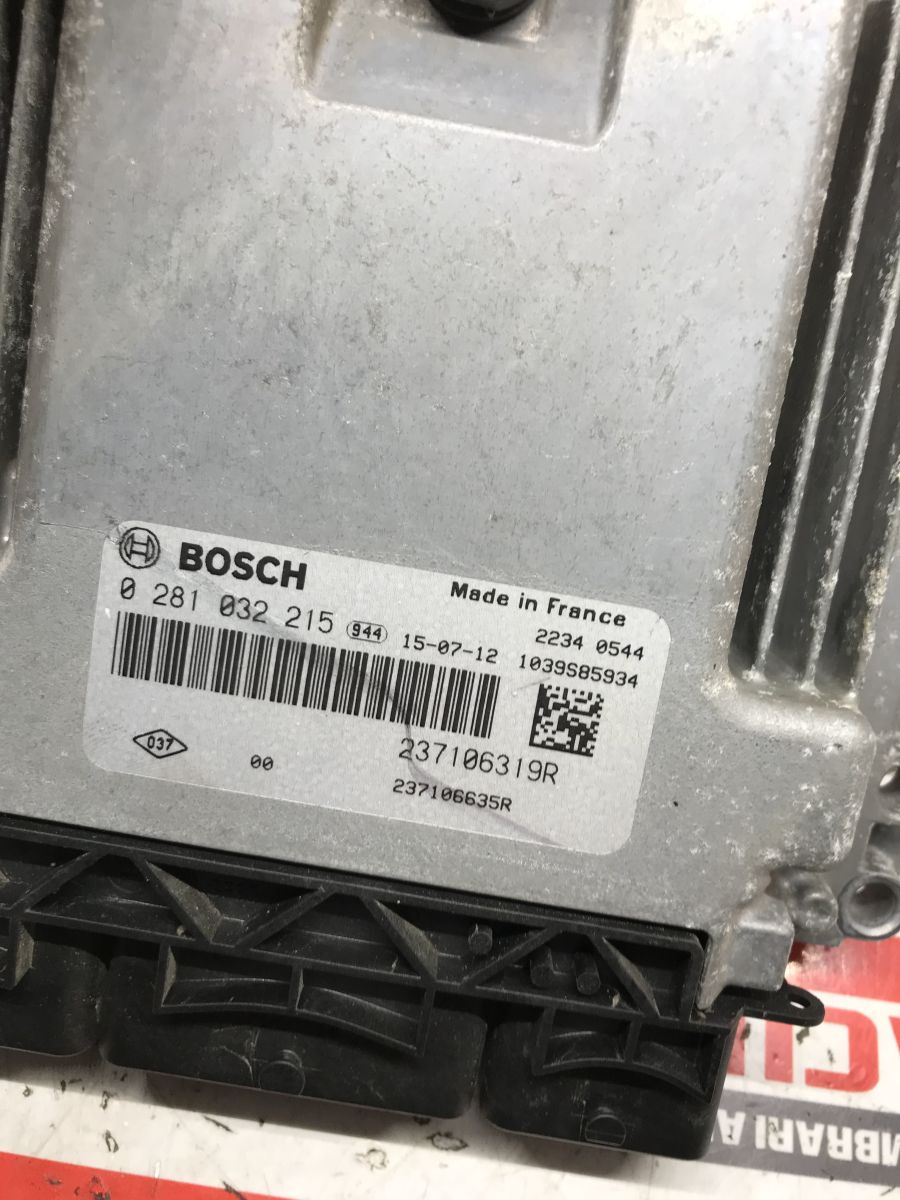 BOSCH
Made in France
0 281 032 215 944 15-07-12
2234 0544
1039S85934
237106319R
037
00
237106635R